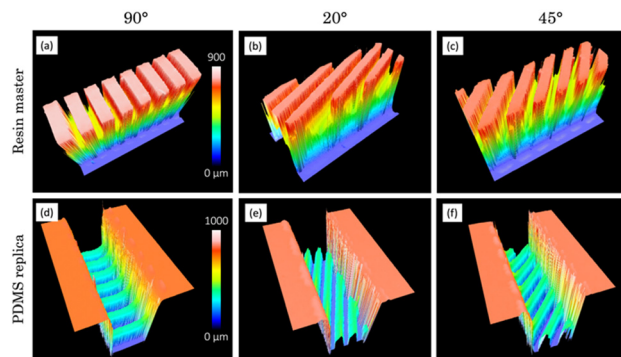 90° 20° 45°
Resin master
(a) (b) (c)
900
0 µm
PDMS replica
(d) (e) (f)
1000
0 µm